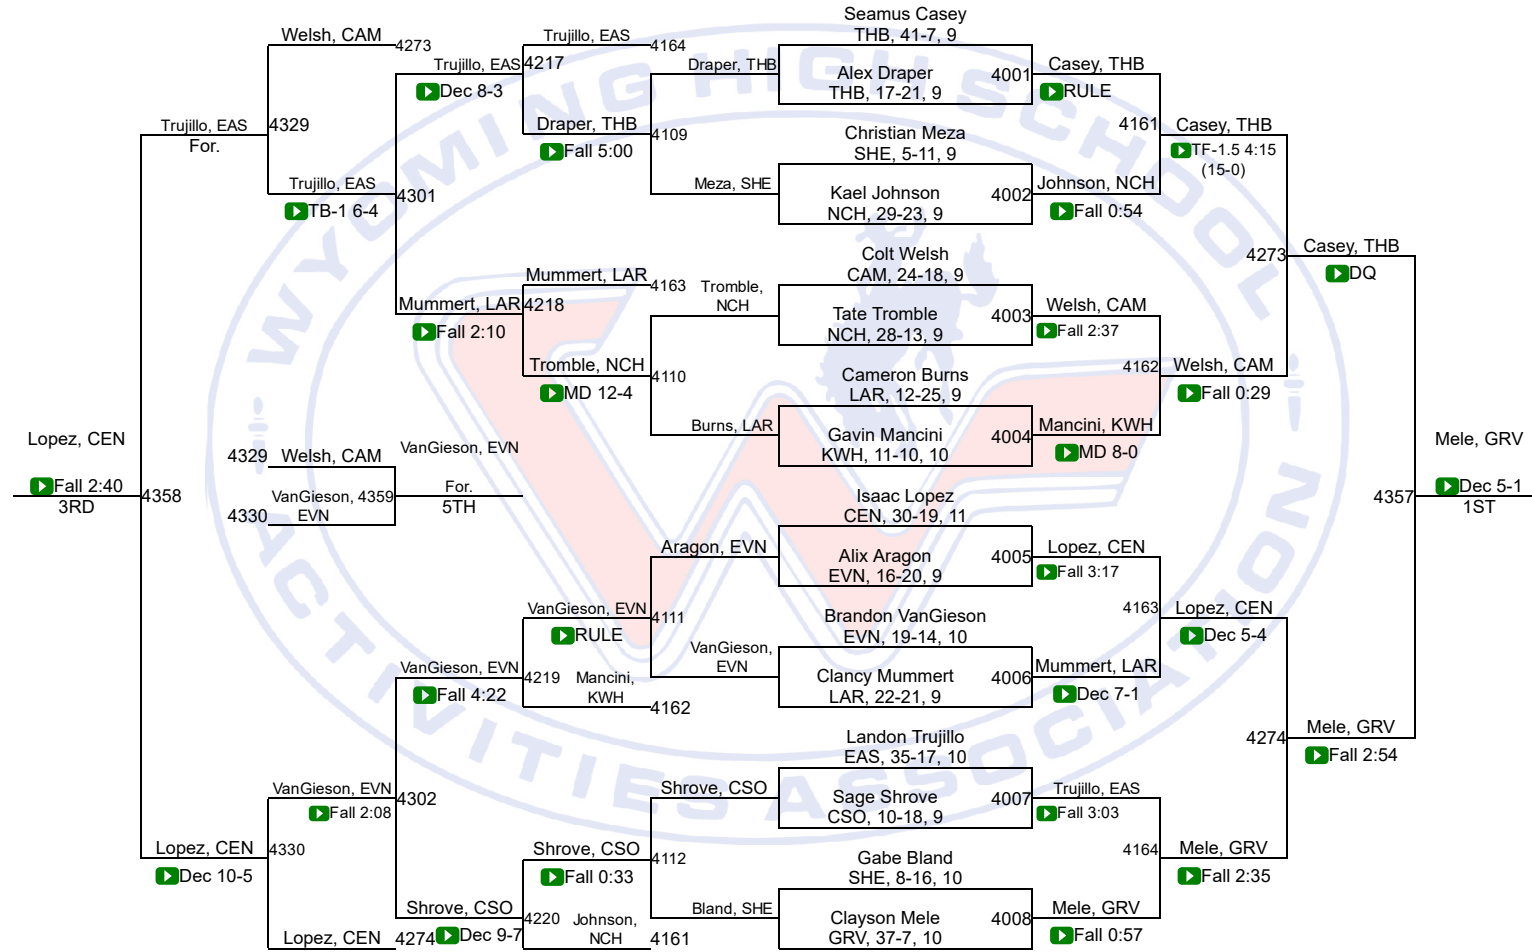 WYOMING HIGH SCHOOL
ACTIVITIES ASSOCIATION
Seamus Casey
THB, 41-7, 9
Alex Draper
THB, 17-21, 9
4001
Christian Meza
SHE, 5-11, 9
Kael Johnson
NCH, 29-23, 9
4002
Colt Welsh
CAM, 24-18, 9
Tate Tromble
NCH, 28-13, 9
4003
Cameron Burns
LAR, 12-25, 9
Gavin Mancini
KWH, 11-10, 10
4004
Isaac Lopez
CEN, 30-19, 11
Alix Aragon
EVN, 16-20, 9
4005
Brandon VanGieson
EVN, 19-14, 10
Clancy Mummert
LAR, 22-21, 9
4006
Landon Trujillo
EAS, 35-17, 10
Sage Shrove
CSO, 10-18, 9
4007
Gabe Bland
SHE, 8-16, 10
Clayson Mele
GRV, 37-7, 10
4008
Casey, THB
RULE
4161
Johnson, NCH
Fall 0:54
Welsh, CAM
Fall 2:37
4162
Mancini, KWH
MD 8-0
Lopez, CEN
Fall 3:17
4163
Mummert, LAR
Dec 7-1
Trujillo, EAS
Fall 3:03
4164
Mele, GRV
Fall 0:57
Casey, THB
TF-1.5 4:15
(15-0)
4273
Welsh, CAM
Fall 0:29
Lopez, CEN
Dec 5-4
4274
Mele, GRV
Fall 2:35
Casey, THB
DQ
4357
Mele, GRV
Fall 2:54
Mele, GRV
Dec 5-1
1ST
Draper, THB
4109
Meza, SHE
Tromble,
NCH
4110
Burns, LAR
Aragon, EVN
4111
VanGieson,
EVN
Shrove, CSO
4112
Bland, SHE
Trujillo, EAS
4164
4217
Draper, THB
Fall 5:00
Mummert, LAR
4163
4218
Tromble, NCH
MD 12-4
VanGieson, EVN
RULE
4219
Mancini,
KWH
4162
Shrove, CSO
Fall 0:33
4220
Johnson,
NCH
4161
Trujillo, EAS
Dec 8-3
4301
Mummert, LAR
Fall 2:10
VanGieson, EVN
Fall 4:22
4302
Shrove, CSO
Dec 9-7
Welsh, CAM
4273
4329
Trujillo, EAS
TB-1 6-4
VanGieson, EVN
Fall 2:08
4330
Lopez, CEN
4274
Trujillo, EAS
For.
4358
Lopez, CEN
Dec 10-5
Lopez, CEN
Fall 2:40
3RD
4329
Welsh, CAM
4359
4330
VanGieson,
EVN
VanGieson, EVN
For.
5TH